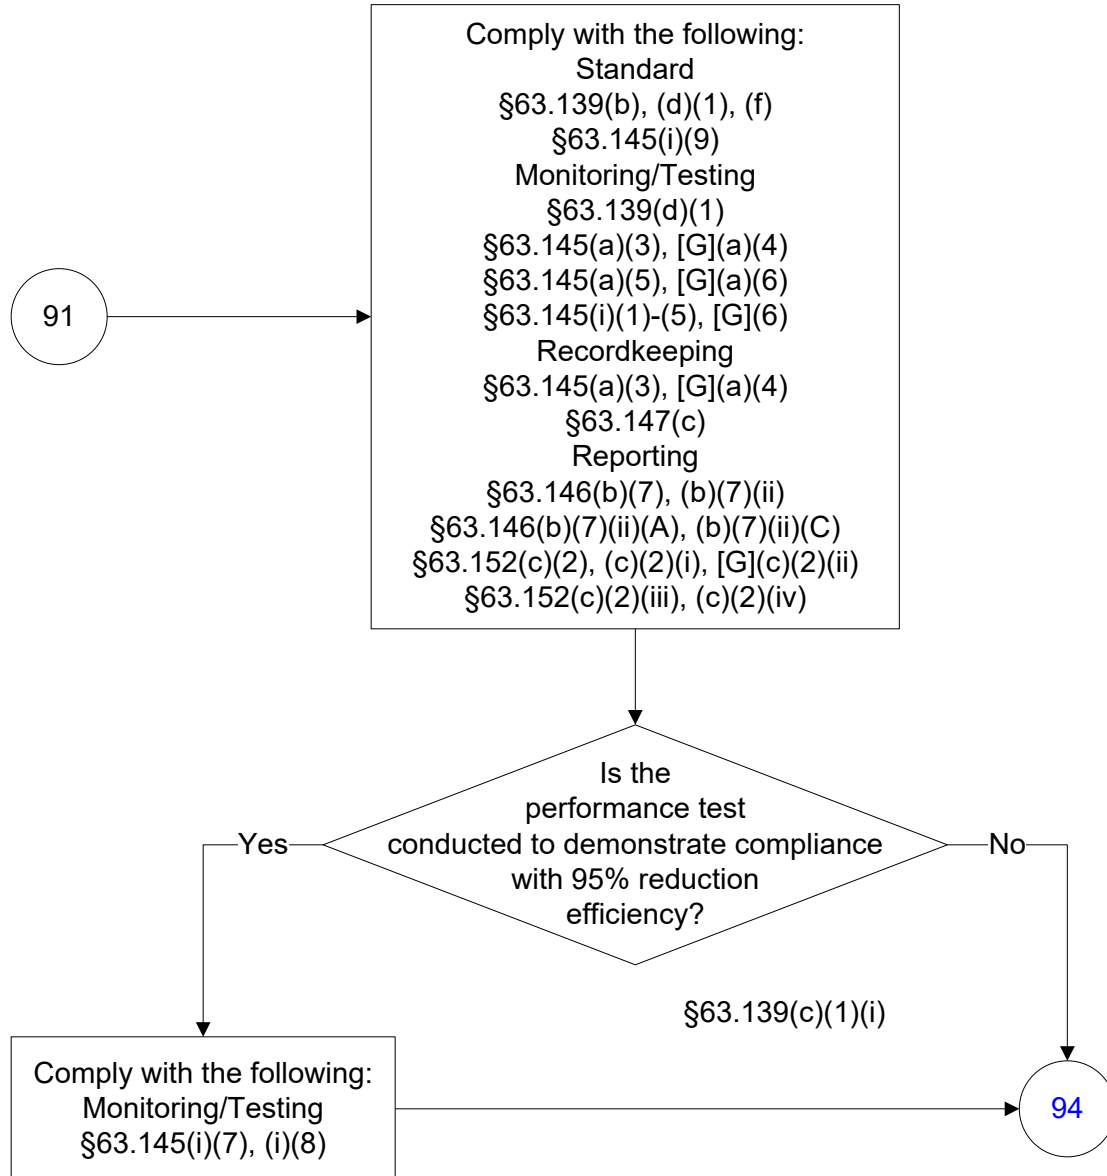 Comply with the following:
Standard
§63.139(b), (d)(1), (f)
§63.145(i)(9)
Monitoring/Testing
§63.139(d)(1)
§63.145(a)(3), [G](a)(4)
§63.145(a)(5), [G](a)(6)
§63.145(i)(1)-(5), [G](6)
Recordkeeping
§63.145(a)(3), [G](a)(4)
§63.147(c)
Reporting
§63.146(b)(7), (b)(7)(ii)
§63.146(b)(7)(ii)(A), (b)(7)(ii)(C)
§63.152(c)(2), (c)(2)(i), [G](c)(2)(ii)
§63.152(c)(2)(iii), (c)(2)(iv)
91
Is the
performance test
conducted to demonstrate compliance
with 95% reduction
efficiency?
Yes
No
§63.139(c)(1)(i)
Comply with the following:
Monitoring/Testing
§63.145(i)(7), (i)(8)
94